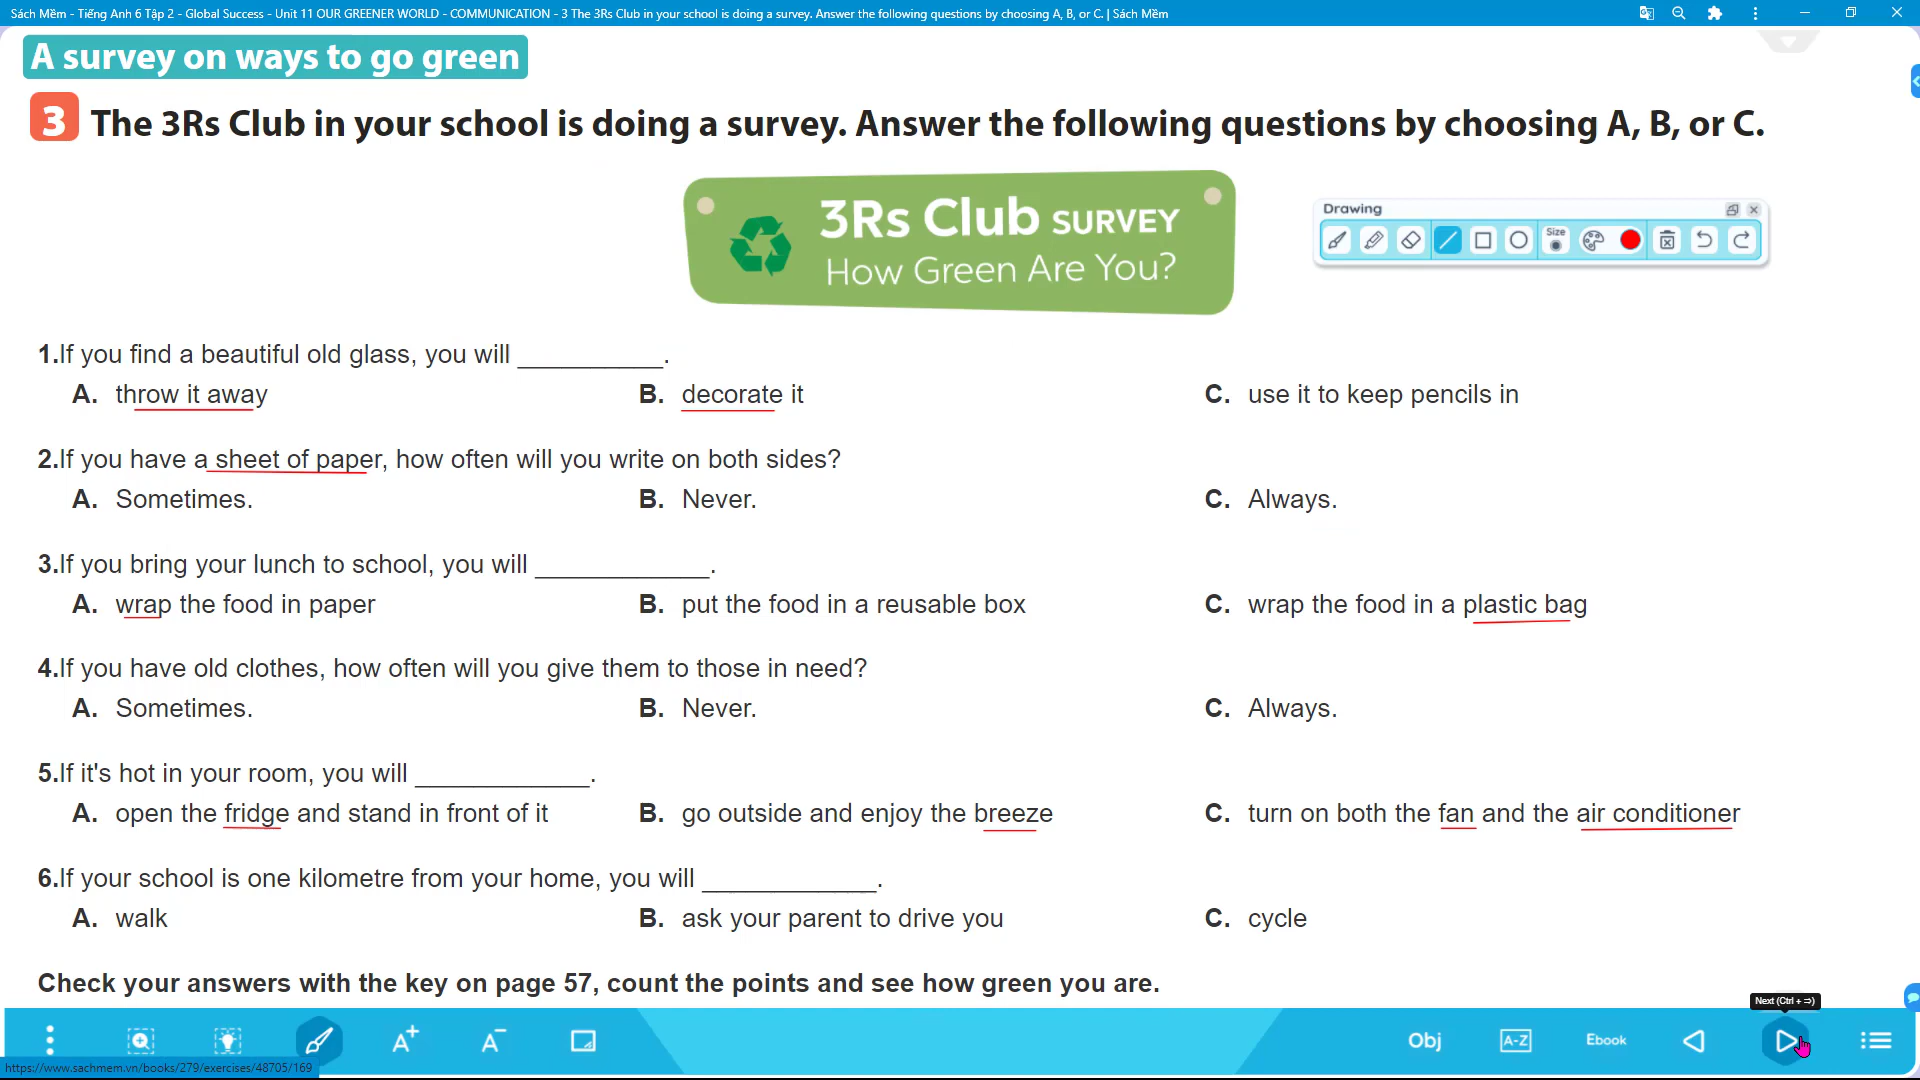 Sách Mềm - Tiếng Anh 6 Tập 2 - Global Success - Unit 11 OUR GREENER WORLD - COMMUNICATION - 3 The 3Rs Club in your school is doing a survey. Answer the following questions by choosing A, B, or C. | Sách Mềm
A survey on ways to go green
3 The 3Rs Club in your school is doing a survey. Answer the following questions by choosing A, B, or C.
3Rs Club SURVEY
How Green Are You?
Drawing
Size
1.If you find a beautiful old glass, you will __________.
A. throw it away B. decorate it C. use it to keep pencils in
2.If you have a sheet of paper, how often will you write on both sides?
A. Sometimes. B. Never. C. Always.
3.If you bring your lunch to school, you will ____________.
A. wrap the food in paper B. put the food in a reusable box C. wrap the food in a plastic bag
4.If you have old clothes, how often will you give them to those in need?
A. Sometimes. B. Never. C. Always.
5.If it's hot in your room, you will ____________.
A. open the fridge and stand in front of it B. go outside and enjoy the breeze C. turn on both the fan and the air conditioner
6.If your school is one kilometre from your home, you will ____________.
A. walk B. ask your parent to drive you C. cycle
Check your answers with the key on page 57, count the points and see how green you are.
Next (Ctrl + ⇒)
A+ A- Obj A-Z Ebook
https://www.sachmem.vn/books/279/exercises/48705/169